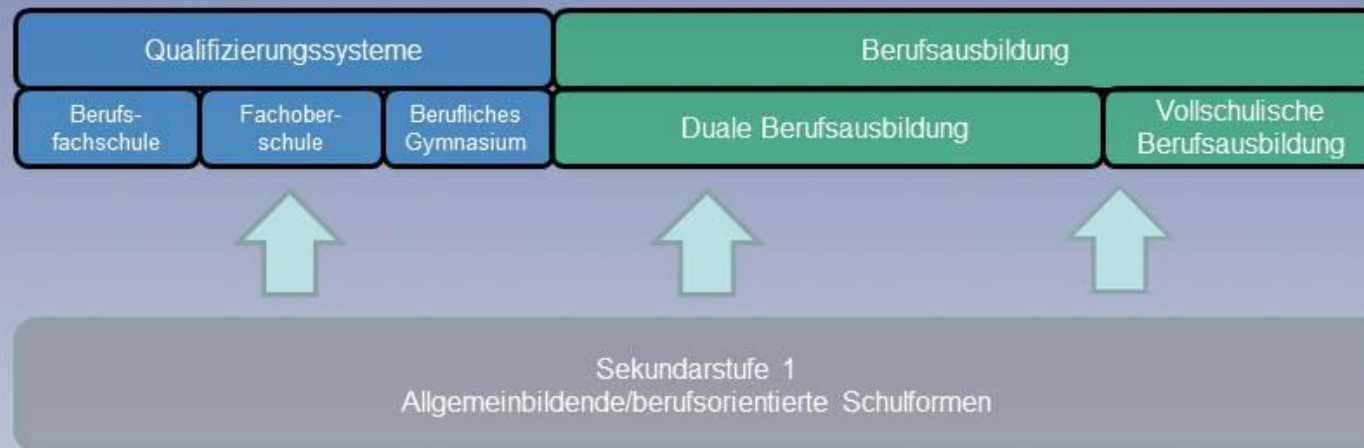 Qualifizierungssysteme
Berufsausbildung
Berufs-
fachschule
Fachober-
schule
Berufliches
Gymnasium
Duale Berufsausbildung
Vollschulische
Berufsausbildung
Sekundarstufe 1
Allgemeinbildende/berufsorientierte Schulformen